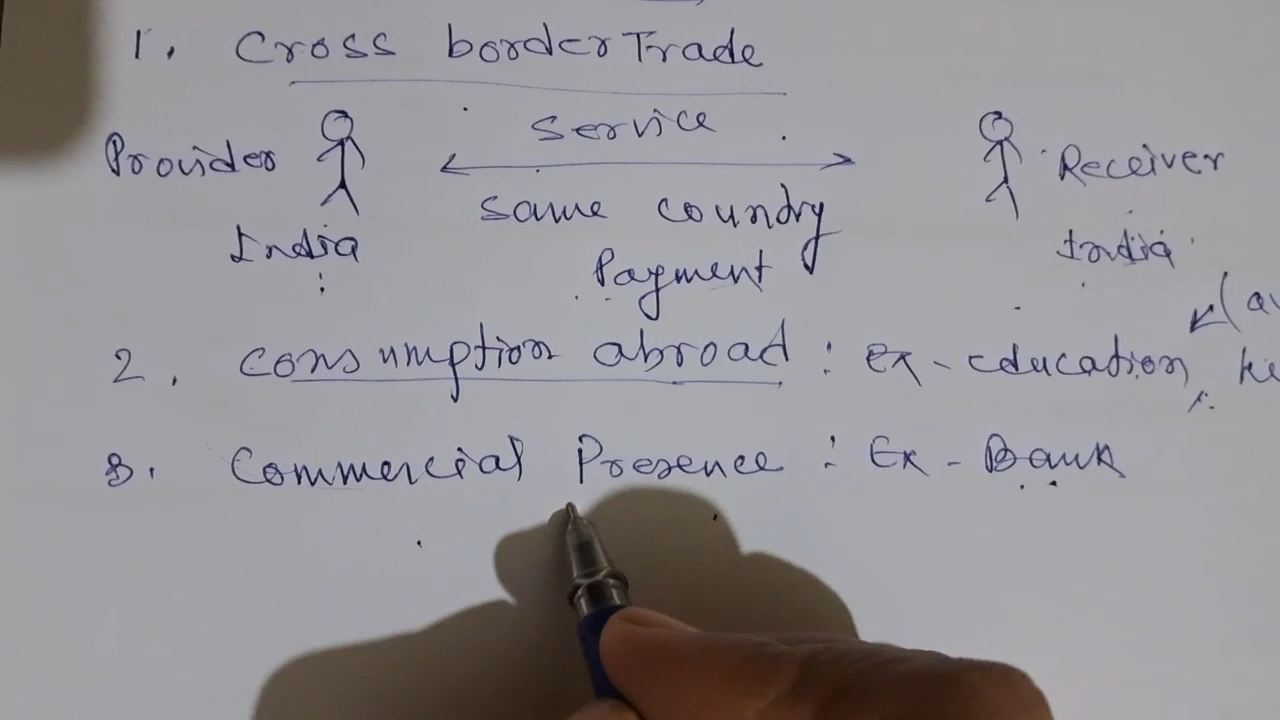 1. Cross border Trade
Provider Service Receiver
India same country India
Payment
2. Consumption abroad : ex - education,
3. Commercial Presence : Ex - Bank